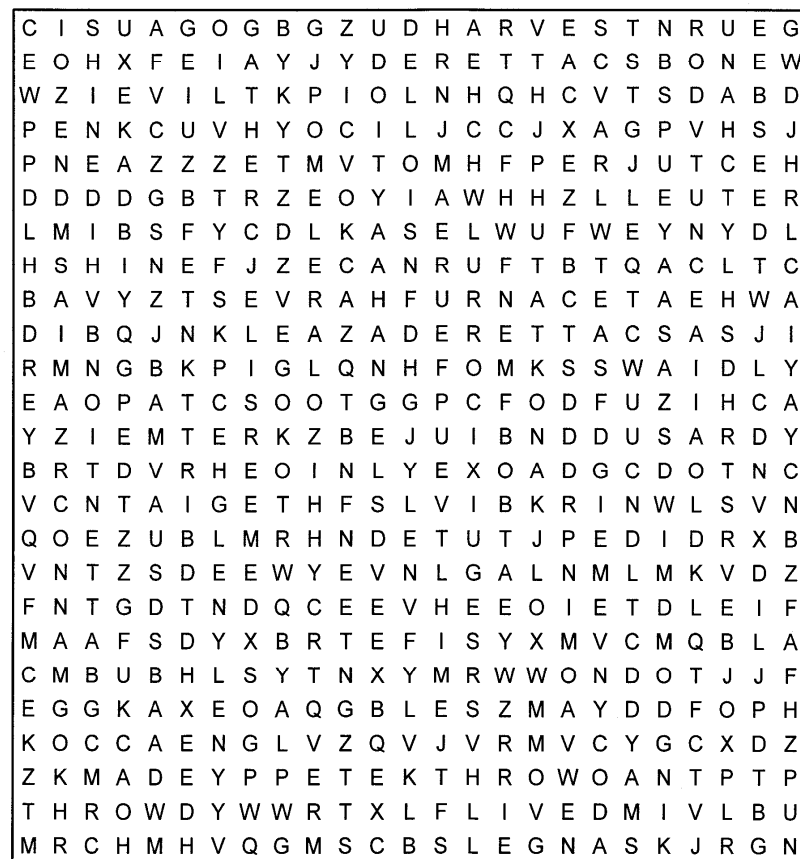 C I S U A G O G B G Z U D H A R V E S T N R U E G
E O H X F E I A Y J Y D E R E T T A C S B O N E W
W Z I E V I L T K P I O L N H Q H C V T S D A B D
P E N K C U V H Y O C I L J C C J X A G P V H S J
P N E A Z Z Z E T M V T O M H F P E R J U T C E H
D D D D G B T R Z E O Y I A W H H Z L L E U T E R
L M I B S F Y C D L K A S E L W U F W E Y N Y D L
H S H I N E F J Z E C A N R U F T B T Q A C L T C
B A V Y Z T S E V R A H F U R N A C E T A E H W A
D I B Q J N K L E A Z A D E R E T T A C S A S J I
R M N G B K P I G L Q N H F O M K S S W A I D L Y
E A O P A T C S O O T G G P C F O D F U Z I H C A
Y Z I E M T E R K Z B E J U I B N D D U S A R D Y
B R T D V R H E O I N L Y E X O A D G C D O T N C
V C N T A I G E T H F S L V I B K R I N W L S V N
Q O E Z U B L M R H N D E T U T J P E D I D R X B
V N T Z S D E E W Y E V N L G A L N M L M K V D Z
F N T G D T N D Q C E E V H E E O I E T D L E I F
M A A F S D Y X B R T E F I S Y X M V C M Q B L A
C M B U B H L S Y T N X Y M R W W O N D O T J J F
E G G K A X E O A Q G B L E S Z M A Y D D F O P H
K O C C A E N G L V Z Q V J V R M V C Y G C X D Z
Z K M A D E Y P P E T E K T H R O W O A N T P T P
T H R O W D Y W W R T X L F L I V E D M I V L B U
M R C H M H V Q G M S C B S L E G N A S K J R G N